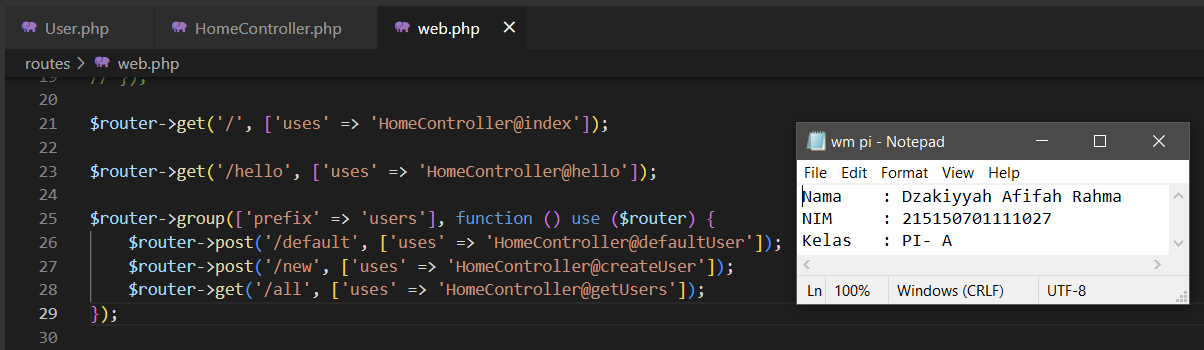 User.php
HomeController.php
web.php
routes > web.php
19 // });
20
21 $router->get('/', ['uses' => 'HomeController@index']);
22
23 $router->get('/hello', ['uses' => 'HomeController@hello']);
24
25 $router->group(['prefix' => 'users'], function () use ($router) {
26     $router->post('/default', ['uses' => 'HomeController@defaultUser']);
27     $router->post('/new', ['uses' => 'HomeController@createUser']);
28     $router->get('/all', ['uses' => 'HomeController@getUsers']);
29 });
30
wm pi - Notepad
File Edit Format View Help
Nama : Dzakiyyah Afifah Rahma
NIM : 215150701111027
Kelas : PI- A
Ln 100% Windows (CRLF) UTF-8